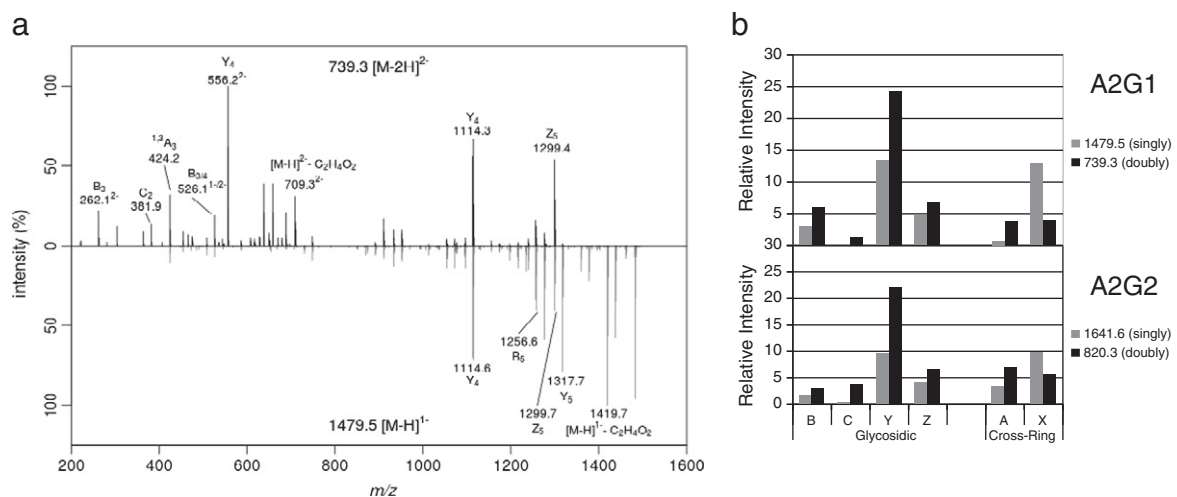 a
739.3 [M-2H]²⁻
Y₄
556.2²⁻
¹,³A₃
424.2
B₃/₄
526.1¹⁻/²⁻
[M-H]²⁻- C₂H₄O₂
709.3²⁻
B₃
262.1²⁻
C₂
381.9
Y₄
1114.3
Z₅
1299.4
100
50
0
50
100
intensity (%)
1256.6
B₅
1114.6
Y₄
1317.7
Y₅
1299.7
Z₅
1419.7
[M-H]¹⁻- C₂H₄O₂
1479.5 [M-H]¹⁻
200 400 600 800 1000 1200 1400 1600
m/z
b
Relative Intensity
30
25
20
15
10
5
30
A2G1
1479.5 (singly)
739.3 (doubly)
Relative Intensity
25
20
15
10
5
0
A2G2
1641.6 (singly)
820.3 (doubly)
B C Y Z A X
Glycosidic Cross-Ring